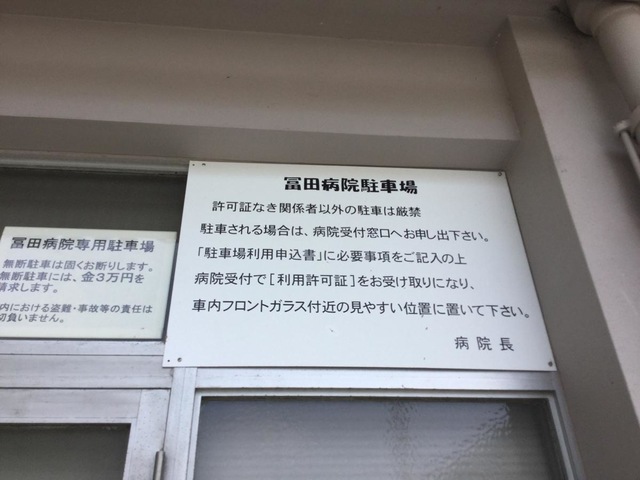 冨田病院駐車場
許可証なき関係者以外の駐車は厳禁
駐車される場合は、病院受付窓口へお申し出下さい。
「駐車場利用申込書」に必要事項をご記入の上
病院受付で［利用許可証］をお受け取りになり、
車内フロントガラス付近の見やすい位置に置いて下さい。
病院長
冨田病院専用駐車場
無断駐車は固くお断りします。
無断駐車には、金3万円を
請求します。
内における盗難・事故等の責任は
切負いません。